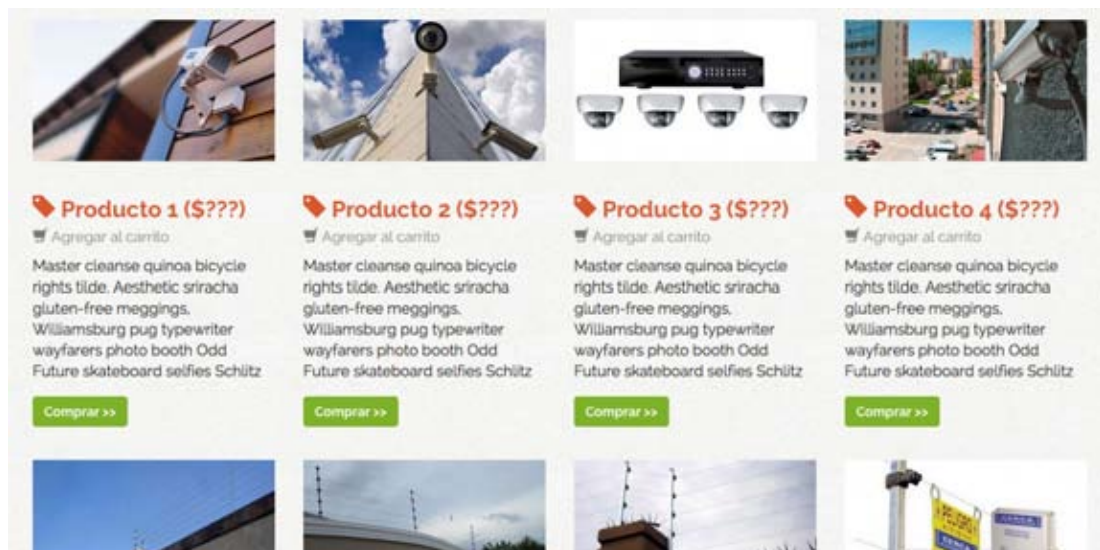 Producto 1 ($???)
Agregar al carrito
Master cleanse quinoa bicycle
rights tilde. Aesthetic sriracha
gluten-free meggings,
Williamsburg pug typewriter
wayfarers photo booth Odd
Future skateboard selfies Schlitz
Comprar >>
Producto 2 ($???)
Agregar al carrito
Master cleanse quinoa bicycle
rights tilde. Aesthetic sriracha
gluten-free meggings,
Williamsburg pug typewriter
wayfarers photo booth Odd
Future skateboard selfies Schlitz
Comprar >>
Producto 3 ($???)
Agregar al carrito
Master cleanse quinoa bicycle
rights tilde. Aesthetic sriracha
gluten-free meggings,
Williamsburg pug typewriter
wayfarers photo booth Odd
Future skateboard selfies Schlitz
Comprar >>
Producto 4 ($???)
Agregar al carrito
Master cleanse quinoa bicycle
rights tilde. Aesthetic sriracha
gluten-free meggings,
Williamsburg pug typewriter
wayfarers photo booth Odd
Future skateboard selfies Schlitz
Comprar >>
¡PELIGRO!
CERCA